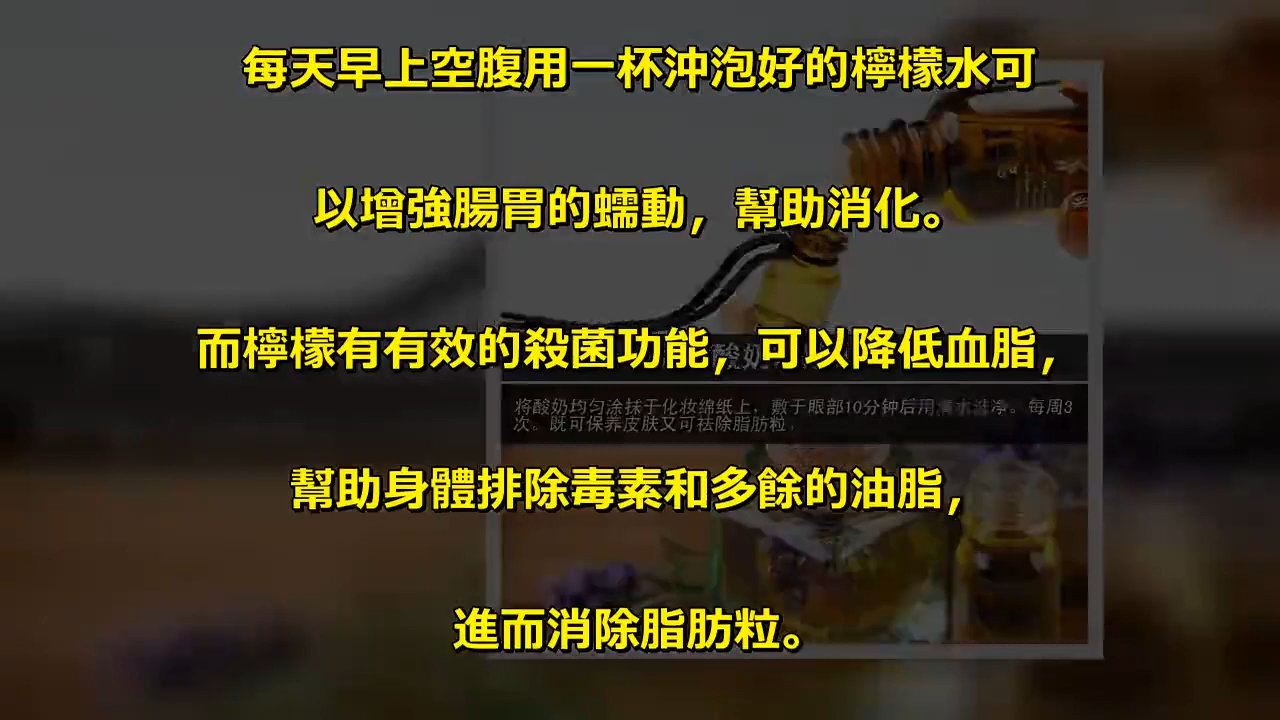 每天早上空腹用一杯沖泡好的檸檬水可
以增強腸胃的蠕動，幫助消化。
而檸檬有有效的殺菌功能，可以降低血脂，
酸奶
将酸奶均匀涂抹于化妆绵纸上，敷于眼部10分钟后用清水洁净。每周3
次。既可保养皮肤又可祛除脂肪粒。
幫助身體排除毒素和多餘的油脂，
進而消除脂肪粒。